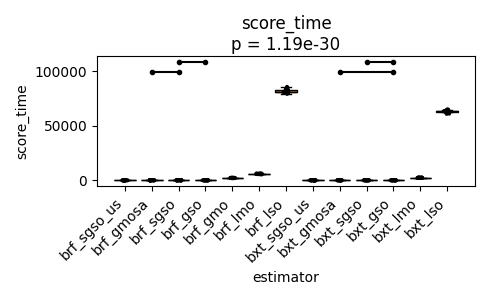 score_time
p = 1.19e-30
score_time
100000
50000
0
brf_sgso_us
brf_gmosa
brf_sgso
brf_gso
brf_gmo
brf_lmo
brf_lso
bxt_sgso_us
bxt_gmosa
bxt_sgso
bxt_gso
bxt_lmo
bxt_lso
estimator